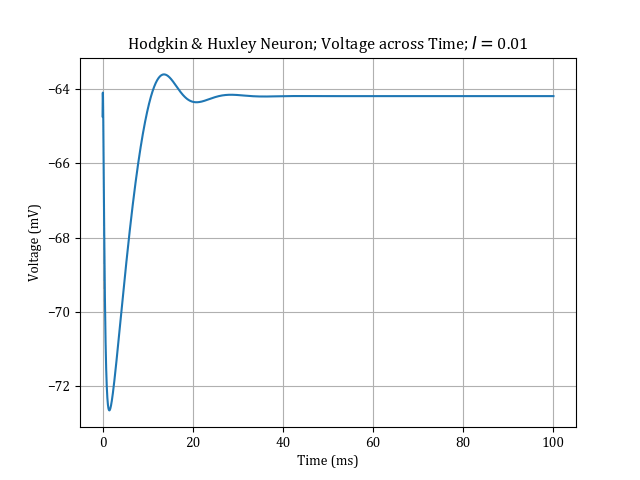 Hodgkin & Huxley Neuron; Voltage across Time; I = 0.01
Voltage (mV)
−64
−66
−68
−70
−72
0 20 40 60 80 100
Time (ms)